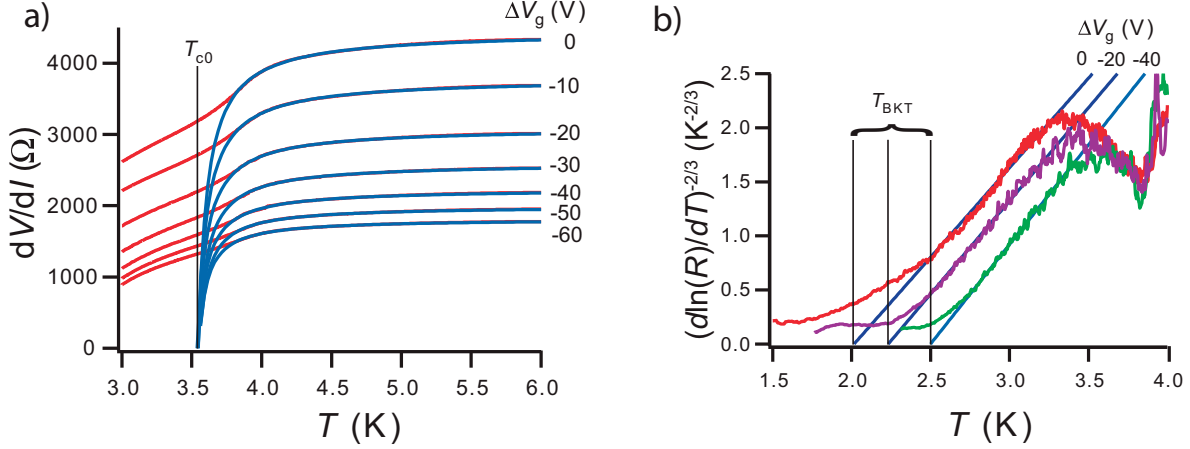 a)
ΔVg (V)
Tc0
0
-10
-20
-30
-40
-50
-60
4000
3000
2000
1000
0
dV/dI (Ω)
3.0 3.5 4.0 4.5 5.0 5.5 6.0
T (K)
b)
ΔVg (V)
0 -20 -40
TBKT
2.5
2.0
1.5
1.0
0.5
0.0
(dln(R)/dT)-2/3 (K-2/3)
1.5 2.0 2.5 3.0 3.5 4.0
T (K)